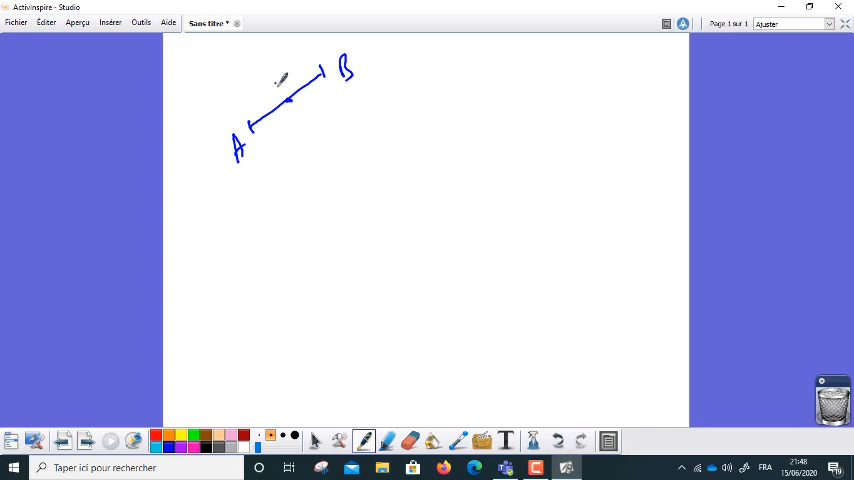 ActivInspire - Studio
Fichier Éditer Aperçu Insérer Outils Aide Sans titre * Page 1 sur 1 Ajuster
B
A
T
Taper ici pour rechercher FRA 21:48
15/06/2020 19